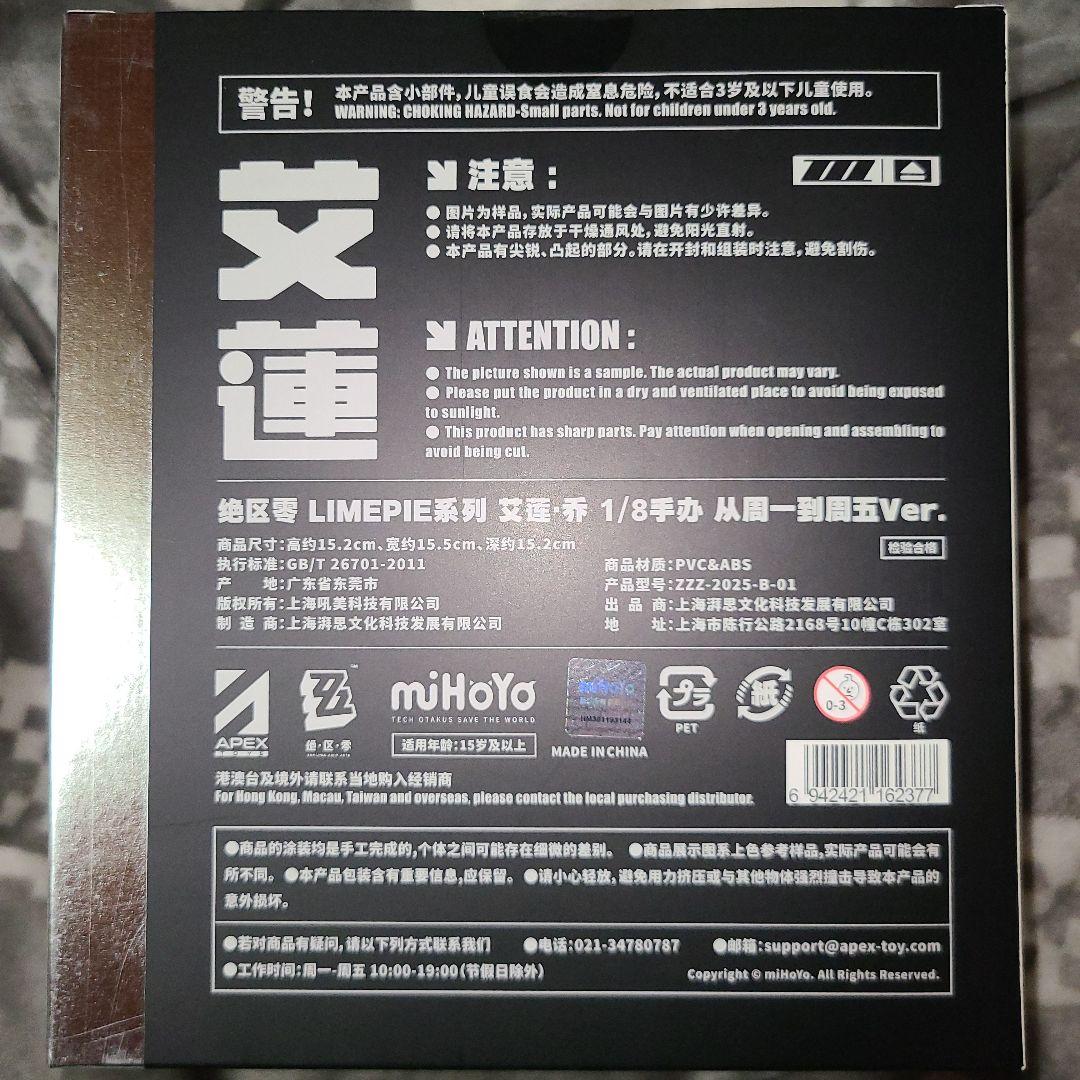 警告!
本产品含小部件,儿童误食会造成窒息危险,不适合3岁及以下儿童使用。
WARNING: CHOKING HAZARD-Small parts. Not for children under 3 years old.
艾
蓮
注意：
ZZZ
● 图片为样品,实际产品可能会与图片有少许差异。
● 请将本产品存放于干燥通风处,避免阳光直射。
● 本产品有尖锐、凸起的部分。请在开封和组装时注意,避免割伤。
ATTENTION：
● The picture shown is a sample. The actual product may vary.
● Please put the product in a dry and ventilated place to avoid being exposed
to sunlight.
● This product has sharp parts. Pay attention when opening and assembling to
avoid being cut.
绝区零 LIMEPIE系列 艾莲·乔 1/8手办 从周一到周五Ver.
商品尺寸:高约15.2cm、宽约15.5cm、深约15.2cm
检验合格
执行标准:GB/T 26701-2011
商品材质:PVC&ABS
产 地:广东省东莞市
产品型号:ZZZ-2025-B-01
版权所有:上海吼美科技有限公司
出 品 商:上海湃思文化科技发展有限公司
制 造 商:上海湃思文化科技发展有限公司
地 址:上海市陈行公路2168号10幢C栋302室
APEX
TOYS
绝·区·零
miHoYo
TECH OTAKUS SAVE THE WORLD
适用年龄:15岁及以上
miHoYo
MADE IN CHINA
プラ
PET
紙
0-3
纸
港澳台及境外请联系当地购入经销商
For Hong Kong, Macau, Taiwan and overseas, please contact the local purchasing distributor.
6 942421 162377
●商品的涂装均是手工完成的,个体之间可能存在细微的差别。 ●商品展示图系上色参考样品,实际产品可能会有
所不同。 ●本产品包装含有重要信息,应保留。 ●请小心轻放,避免用力挤压或与其他物体强烈撞击导致本产品的
意外损坏。
●若对商品有疑问,请以下列方式联系我们 ●电话:021-34780787 ●邮箱:support@apex-toy.com
●工作时间:周一-周五 10:00-19:00(节假日除外)
Copyright © miHoYo. All Rights Reserved.